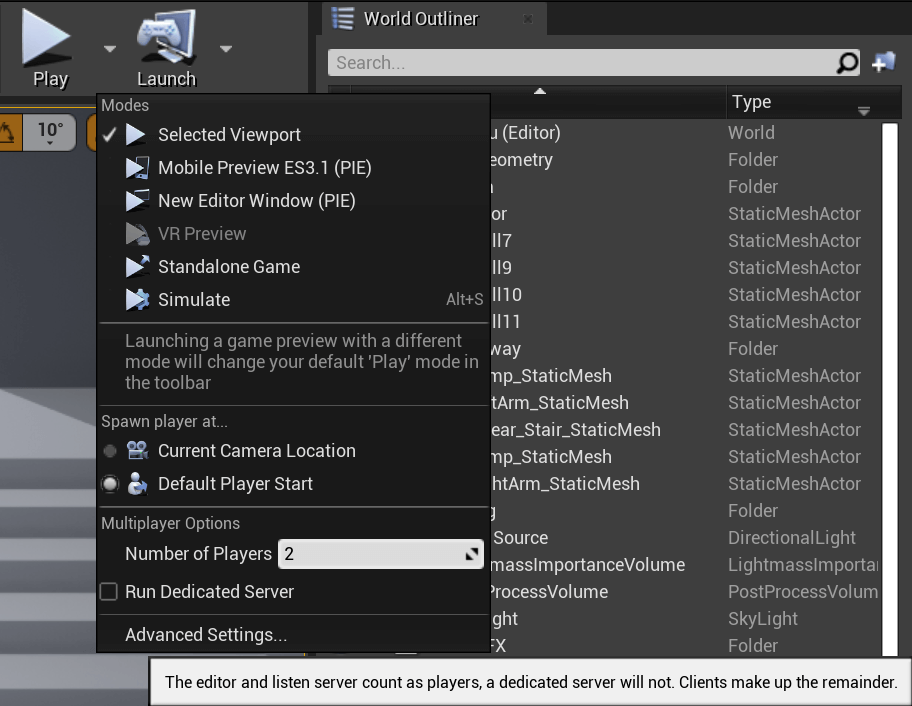 Play
Launch
World Outliner
Search...
10°
Type
Modes
Selected Viewport
Mobile Preview ES3.1 (PIE)
New Editor Window (PIE)
VR Preview
Standalone Game
Simulate Alt+S
Launching a game preview with a different
mode will change your default 'Play' mode in
the toolbar
Spawn player at...
Current Camera Location
Default Player Start
Multiplayer Options
Number of Players 2
Run Dedicated Server
Advanced Settings...
u (Editor) World
eometry Folder
Folder
or StaticMeshActor
ll7 StaticMeshActor
ll9 StaticMeshActor
ll10 StaticMeshActor
ll11 StaticMeshActor
way Folder
mp_StaticMesh StaticMeshActor
tArm_StaticMesh StaticMeshActor
ear_Stair_StaticMesh StaticMeshActor
mp_StaticMesh StaticMeshActor
htArm_StaticMesh StaticMeshActor
g Folder
Source DirectionalLight
massImportanceVolume LightmassImporta
ProcessVolume PostProcessVolum
ght SkyLight
FX Folder
The editor and listen server count as players, a dedicated server will not. Clients make up the remainder.